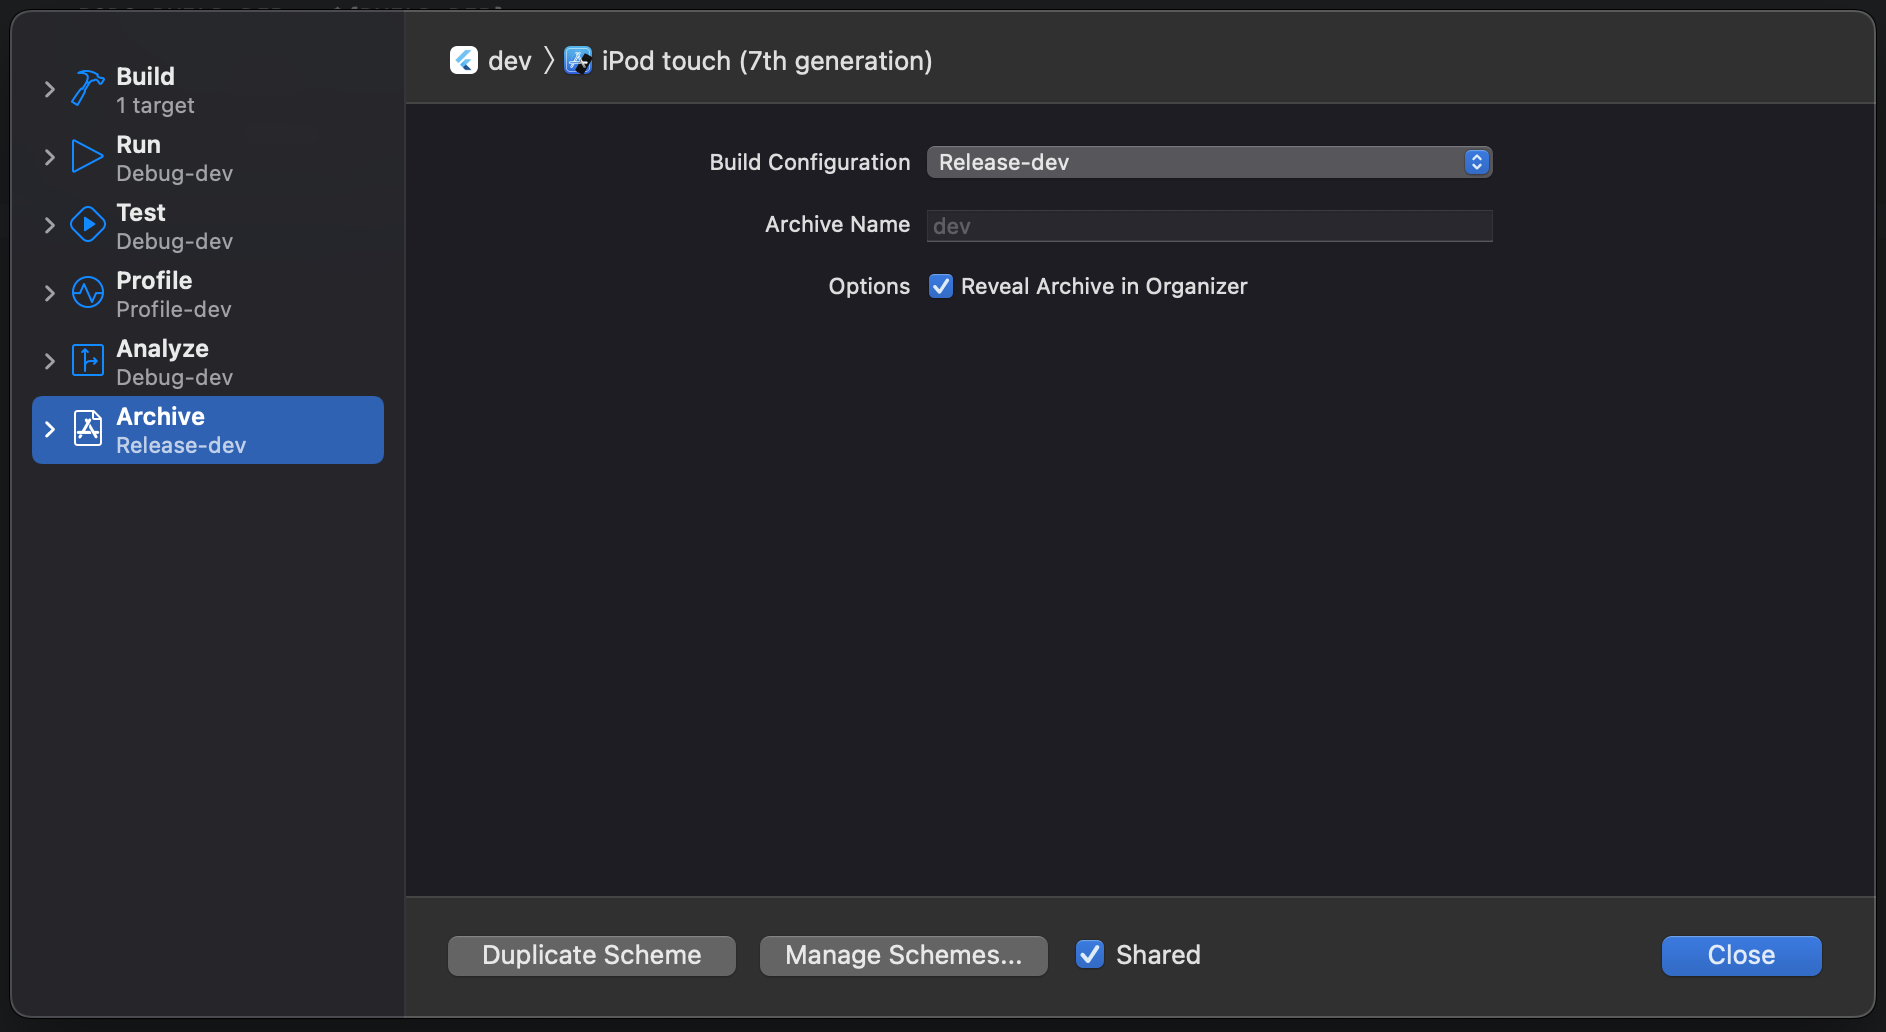 Build
1 target
Run
Debug-dev
Test
Debug-dev
Profile
Profile-dev
Analyze
Debug-dev
Archive
Release-dev
dev 〉 iPod touch (7th generation)
Build Configuration Release-dev
Archive Name dev
Options Reveal Archive in Organizer
Duplicate Scheme Manage Schemes... Shared Close